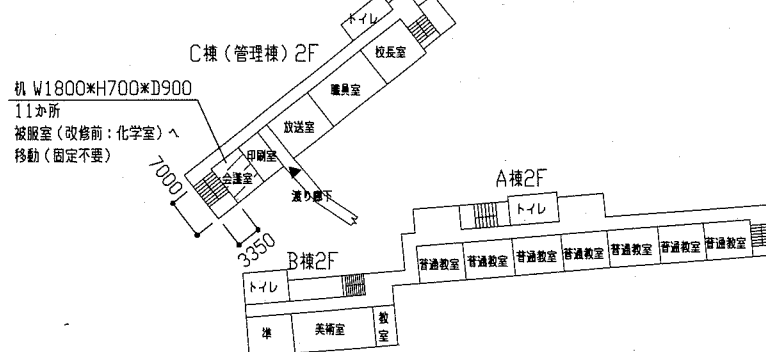 トイレ
C棟(管理棟)2F
校長室
机 W1800*H700*D900
11か所
被服室(改修前:化学室)へ
移動(固定不要)
職員室
放送室
印刷室
会議室
渡り廊下
7000
3350
A棟2F
トイレ
普通教室 普通教室 普通教室 普通教室 普通教室 普通教室 普通教室
B棟2F
トイレ
準
美術室
教室